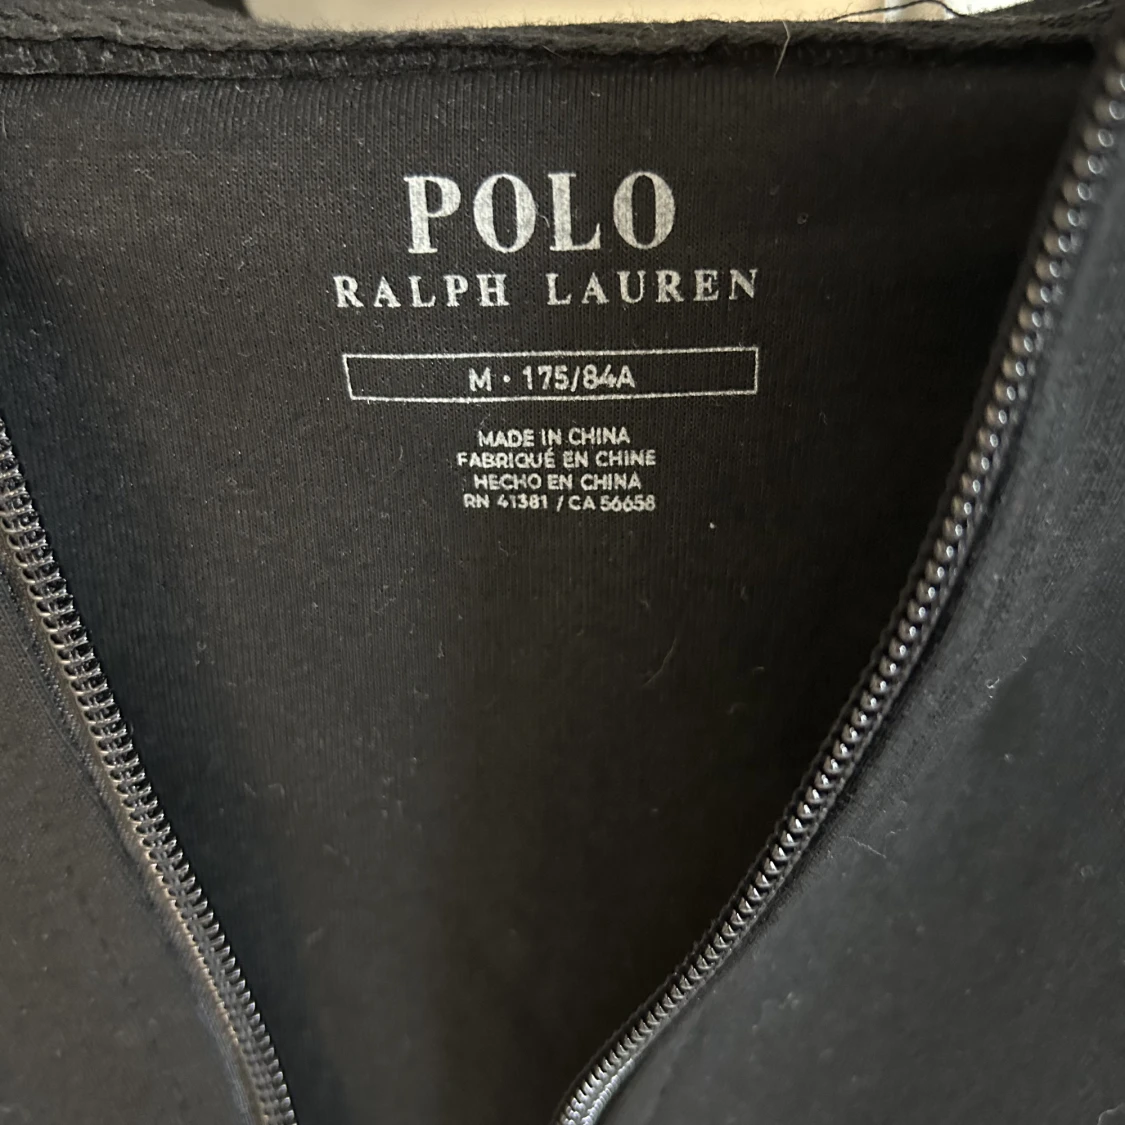 POLO
RALPH LAUREN
M • 175/84A
MADE IN CHINA
FABRIQUÉ EN CHINE
HECHO EN CHINA
RN 41381 / CA 56658